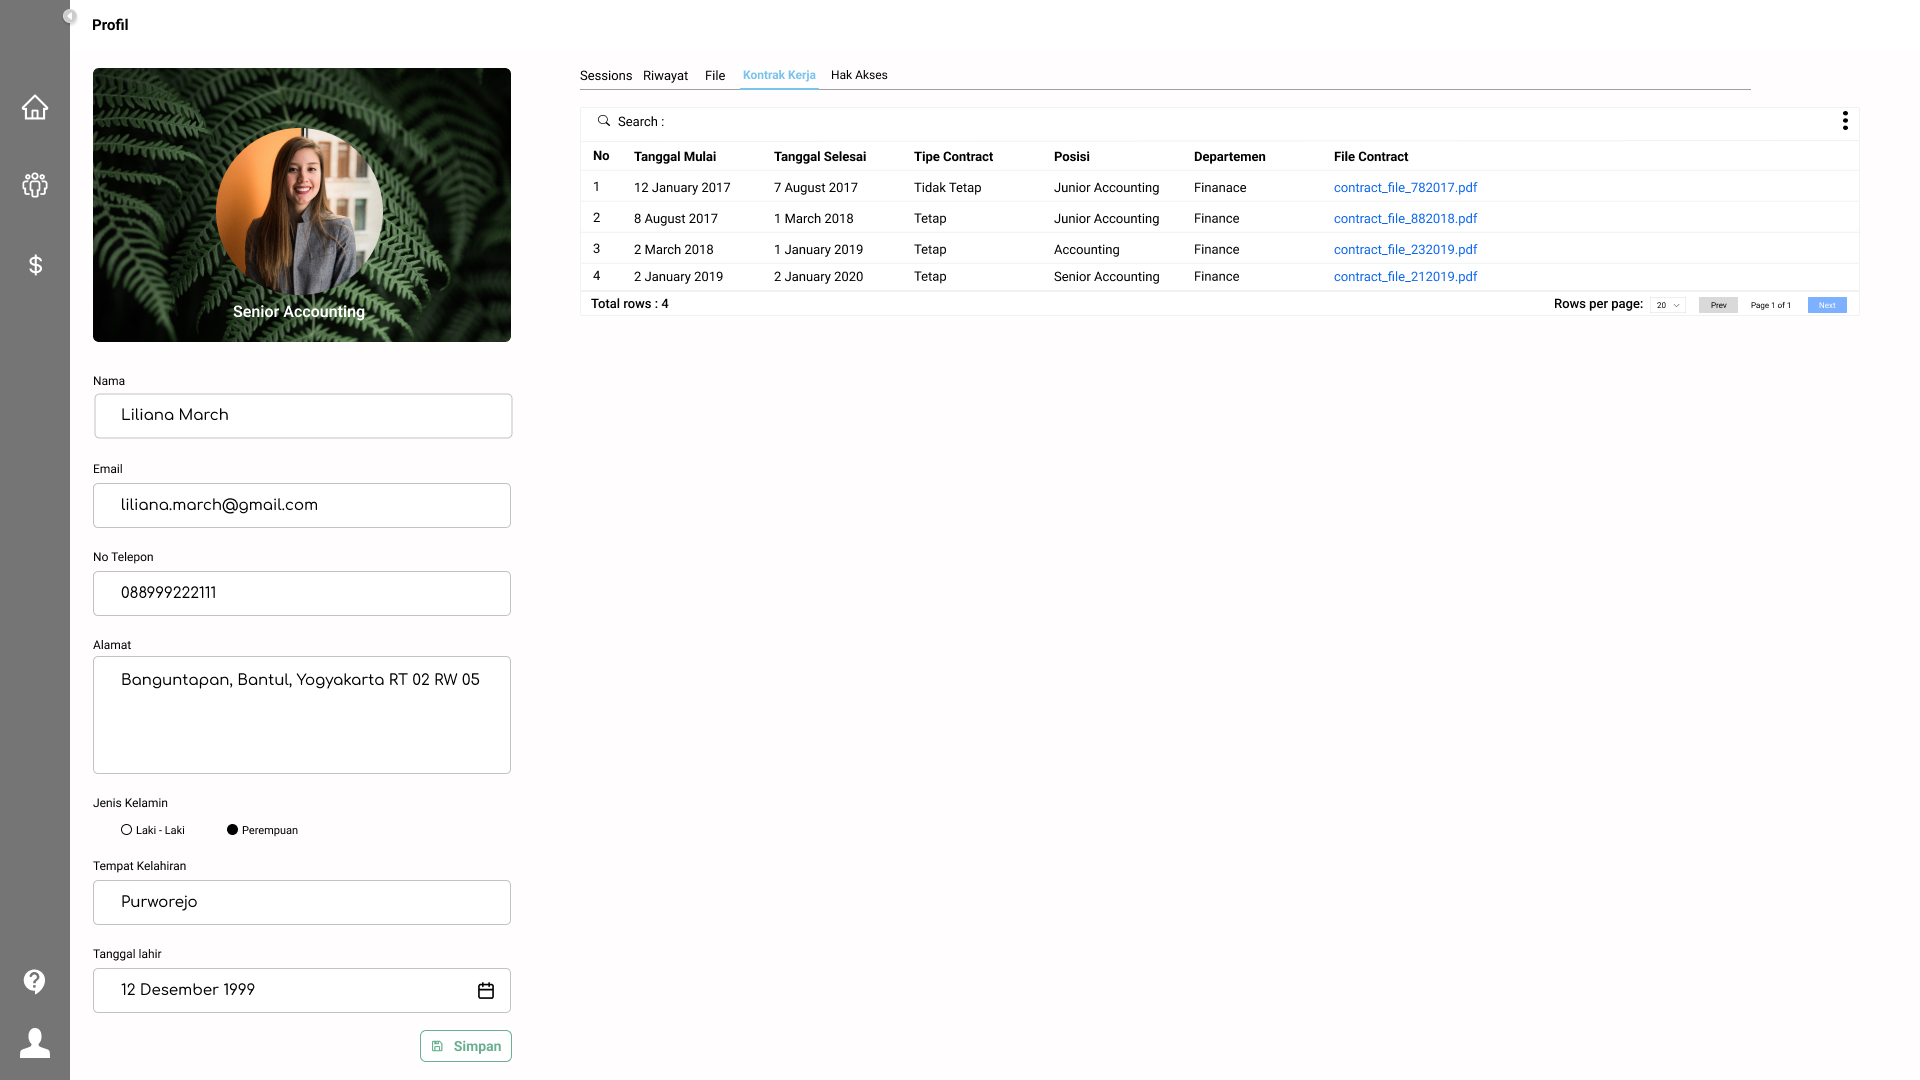 Profil
Senior Accounting
Nama
Liliana March
Email
liliana.march@gmail.com
No Telepon
088999222111
Alamat
Banguntapan, Bantul, Yogyakarta RT 02 RW 05
Jenis Kelamin
Laki - Laki Perempuan
Tempat Kelahiran
Purworejo
Tanggal lahir
12 Desember 1999
Simpan
Sessions Riwayat File Kontrak Kerja Hak Akses
Search :
No Tanggal Mulai Tanggal Selesai Tipe Contract Posisi Departemen File Contract
1 12 January 2017 7 August 2017 Tidak Tetap Junior Accounting Finanace contract_file_782017.pdf
2 8 August 2017 1 March 2018 Tetap Junior Accounting Finance contract_file_882018.pdf
3 2 March 2018 1 January 2019 Tetap Accounting Finance contract_file_232019.pdf
4 2 January 2019 2 January 2020 Tetap Senior Accounting Finance contract_file_212019.pdf
Total rows : 4 Rows per page: 20 Prev Page 1 of 1 Next